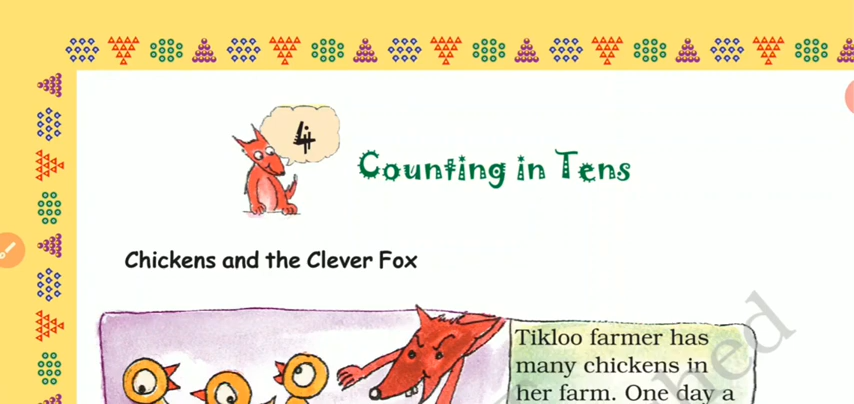 4
Counting in Tens
Chickens and the Clever Fox
Tikloo farmer has
many chickens in
her farm. One day a
hed